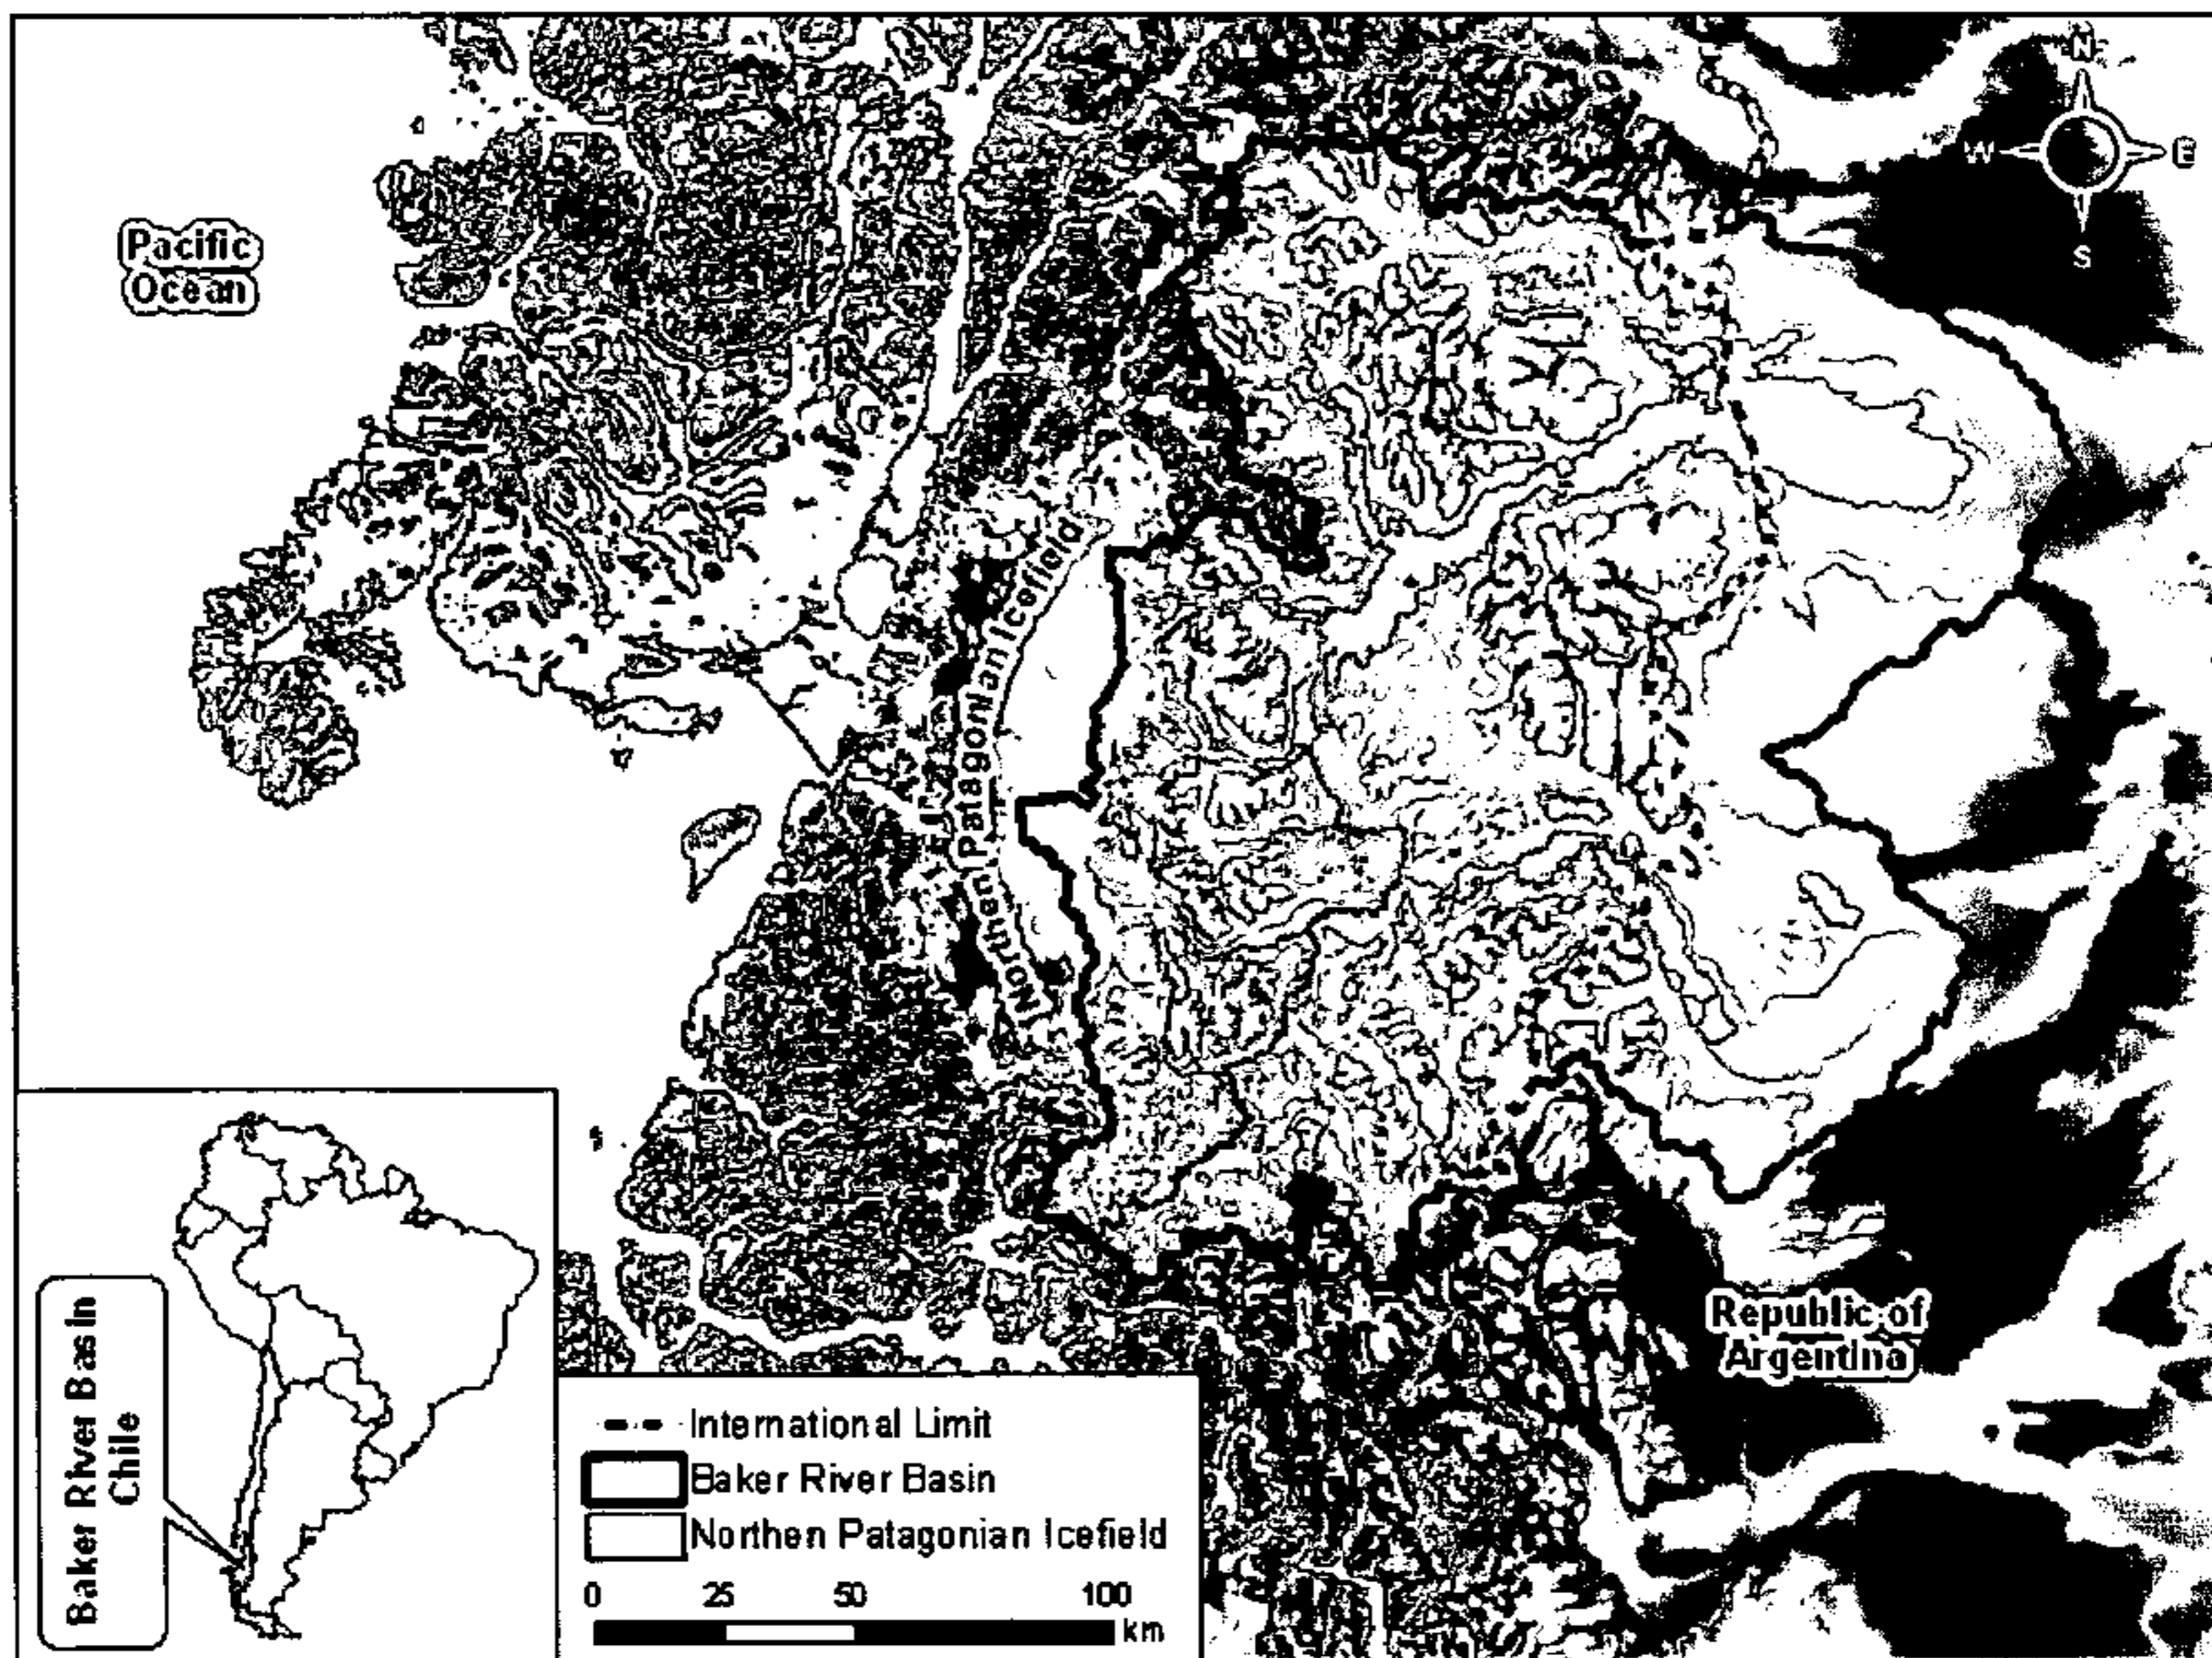 N
W E
S
Pacific
Ocean
Northen Patagonian Icefield
Republic of
Argentina
Baker River Basin
Chile
International Limit
Baker River Basin
Northen Patagonian Icefield
0 25 50 100
km